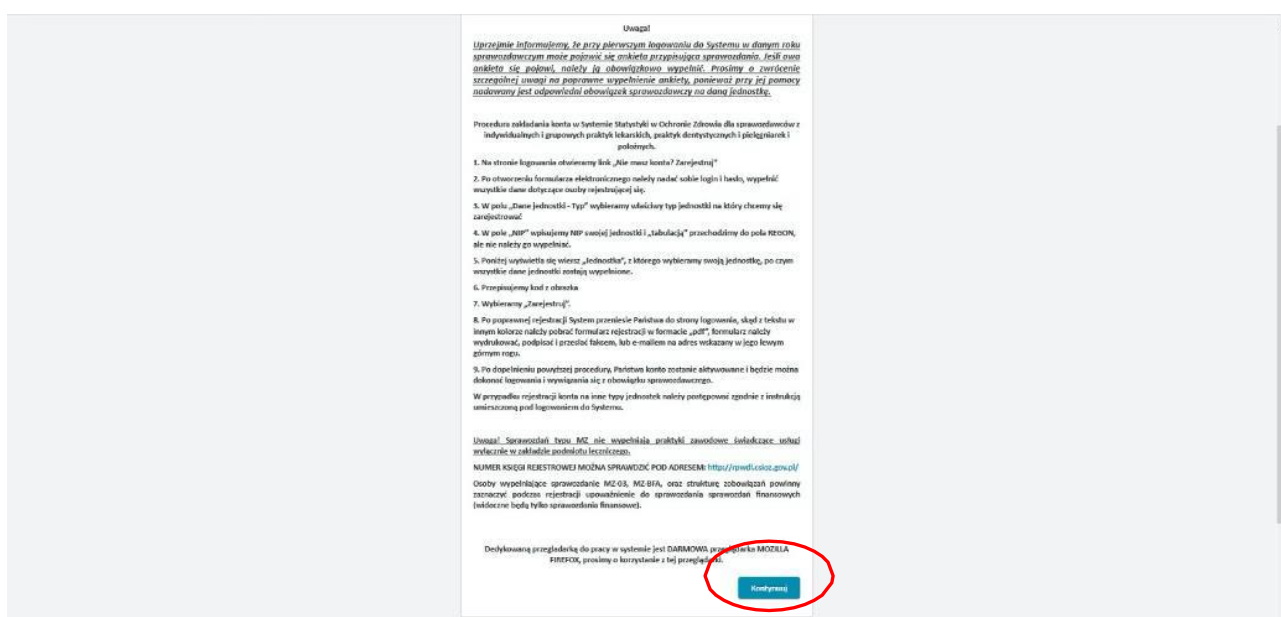 Uwaga!
Uprzejmie informujemy, że przy pierwszym logowaniu do Systemu w danym roku
sprawozdawczym może pojawić się ankieta przypisująca sprawozdania. Jeśli owa
ankieta się pojawi, należy ją obowiązkowo wypełnić. Prosimy o zwrócenie
szczególnej uwagi na poprawne wypełnienie ankiety, ponieważ przy jej pomocy
nadawany jest odpowiedni obowiązek sprawozdawczy na daną jednostkę.
Procedura zakładania konta w Systemie Statystyki w Ochronie Zdrowia dla sprawozdawców z
indywidualnych i grupowych praktyk lekarskich, praktyk dentystycznych i pielęgniarek i
położnych.
1. Na stronie logowania otwieramy link „Nie masz konta? Zarejestruj"
2. Po otworzeniu formularza elektronicznego należy nadać sobie login i hasło, wypełnić
wszystkie dane dotyczące osoby rejestrującej się.
3. W polu „Dane jednostki - Typ" wybieramy właściwy typ jednostki na który chcemy się
zarejestrować
4. W pole „NIP" wpisujemy NIP swojej jednostki i „tabulacją" przechodzimy do pola REGON,
ale nie należy go wypełniać.
5. Poniżej wyświetla się wiersz „Jednostka", z którego wybieramy swoją jednostkę, po czym
wszystkie dane jednostki zostają wypełnione.
6. Przepisujemy kod z obrazka
7. Wybieramy „Zarejestruj".
8. Po poprawnej rejestracji System przeniesie Państwa do strony logowania, skąd z tekstu w
innym kolorze należy pobrać formularz rejestracji w formacie „pdf", formularz należy
wydrukować, podpisać i przesłać faksem, lub e-mailem na adres wskazany w jego lewym
górnym rogu.
9. Po dopełnieniu powyższej procedury, Państwa konto zostanie aktywowane i będzie można
dokonać logowania i wywiązania się z obowiązku sprawozdawczego.
W przypadku rejestracji konta na inne typy jednostek należy postępować zgodnie z instrukcją
umieszczoną pod logowaniem do Systemu.
Uwaga! Sprawozdań typu MZ nie wypełniają praktyki zawodowe świadczące usługi
wyłącznie w zakładzie podmiotu leczniczego.
NUMER KSIĘGI REJESTROWEJ MOŻNA SPRAWDZIĆ POD ADRESEM: http://rpwdl.csioz.gov.pl/
Osoby wypełniające sprawozdanie MZ-03, MZ-BFA, oraz strukturę zobowiązań powinny
zaznaczyć podczas rejestracji upoważnienie do sprawozdania sprawozdań finansowych
(widoczne będą tylko sprawozdania finansowe).
Dedykowaną przeglądarką do pracy w systemie jest DARMOWA przeglądarka MOZILLA
FIREFOX, prosimy o korzystanie z tej przeglądarki.
Kontynuuj